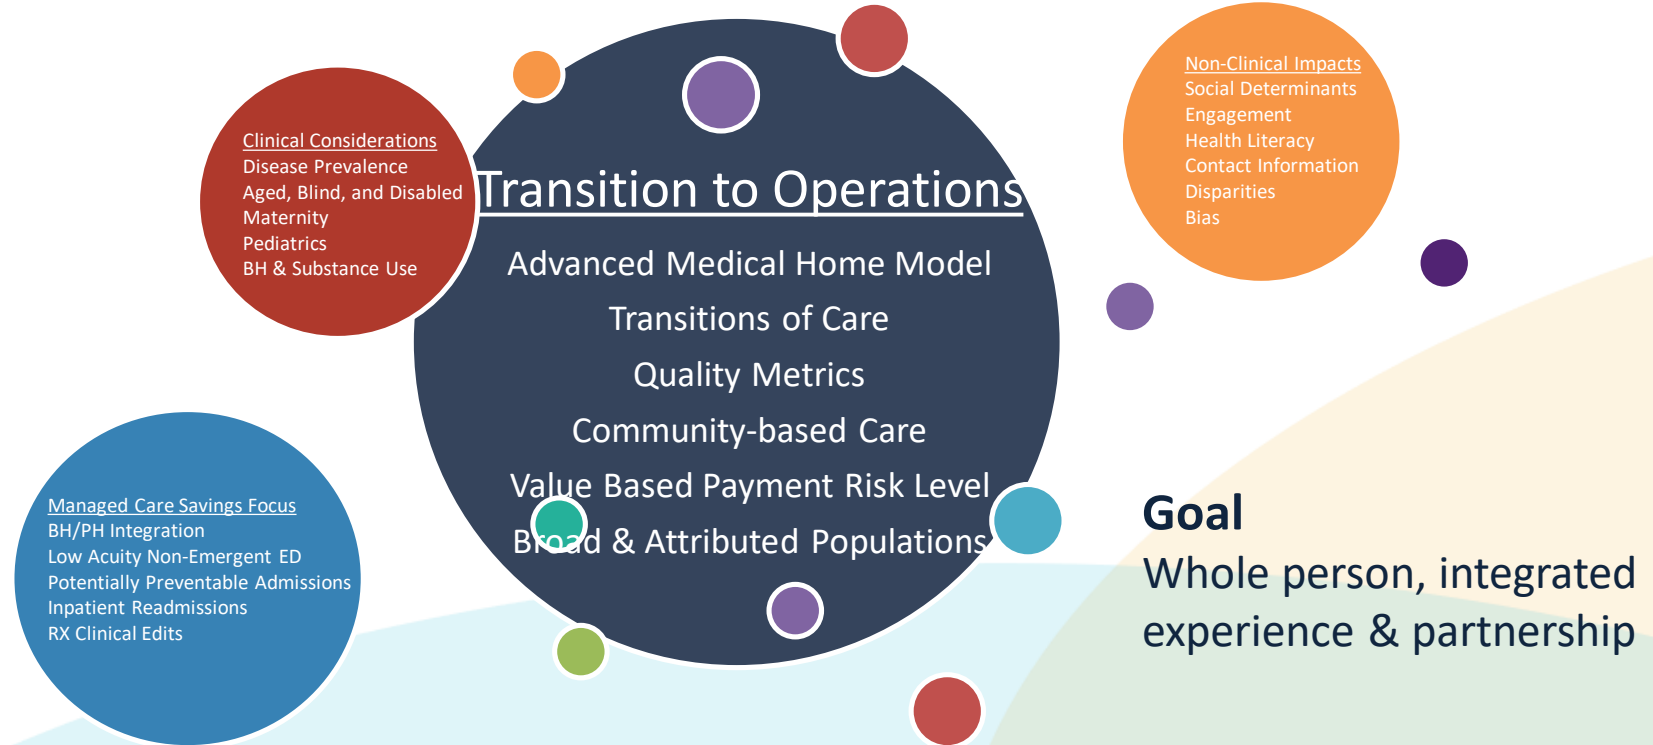 Clinical Considerations
Disease Prevalence
Aged, Blind, and Disabled
Maternity
Pediatrics
BH & Substance Use
Managed Care Savings Focus
BH/PH Integration
Low Acuity Non-Emergent ED
Potentially Preventable Admissions
Inpatient Readmissions
RX Clinical Edits
Transition to Operations
Advanced Medical Home Model
Transitions of Care
Quality Metrics
Community-based Care
Value Based Payment Risk Level
Broad & Attributed Populations
Non-Clinical Impacts
Social Determinants
Engagement
Health Literacy
Contact Information
Disparities
Bias
Goal
Whole person, integrated
experience & partnership